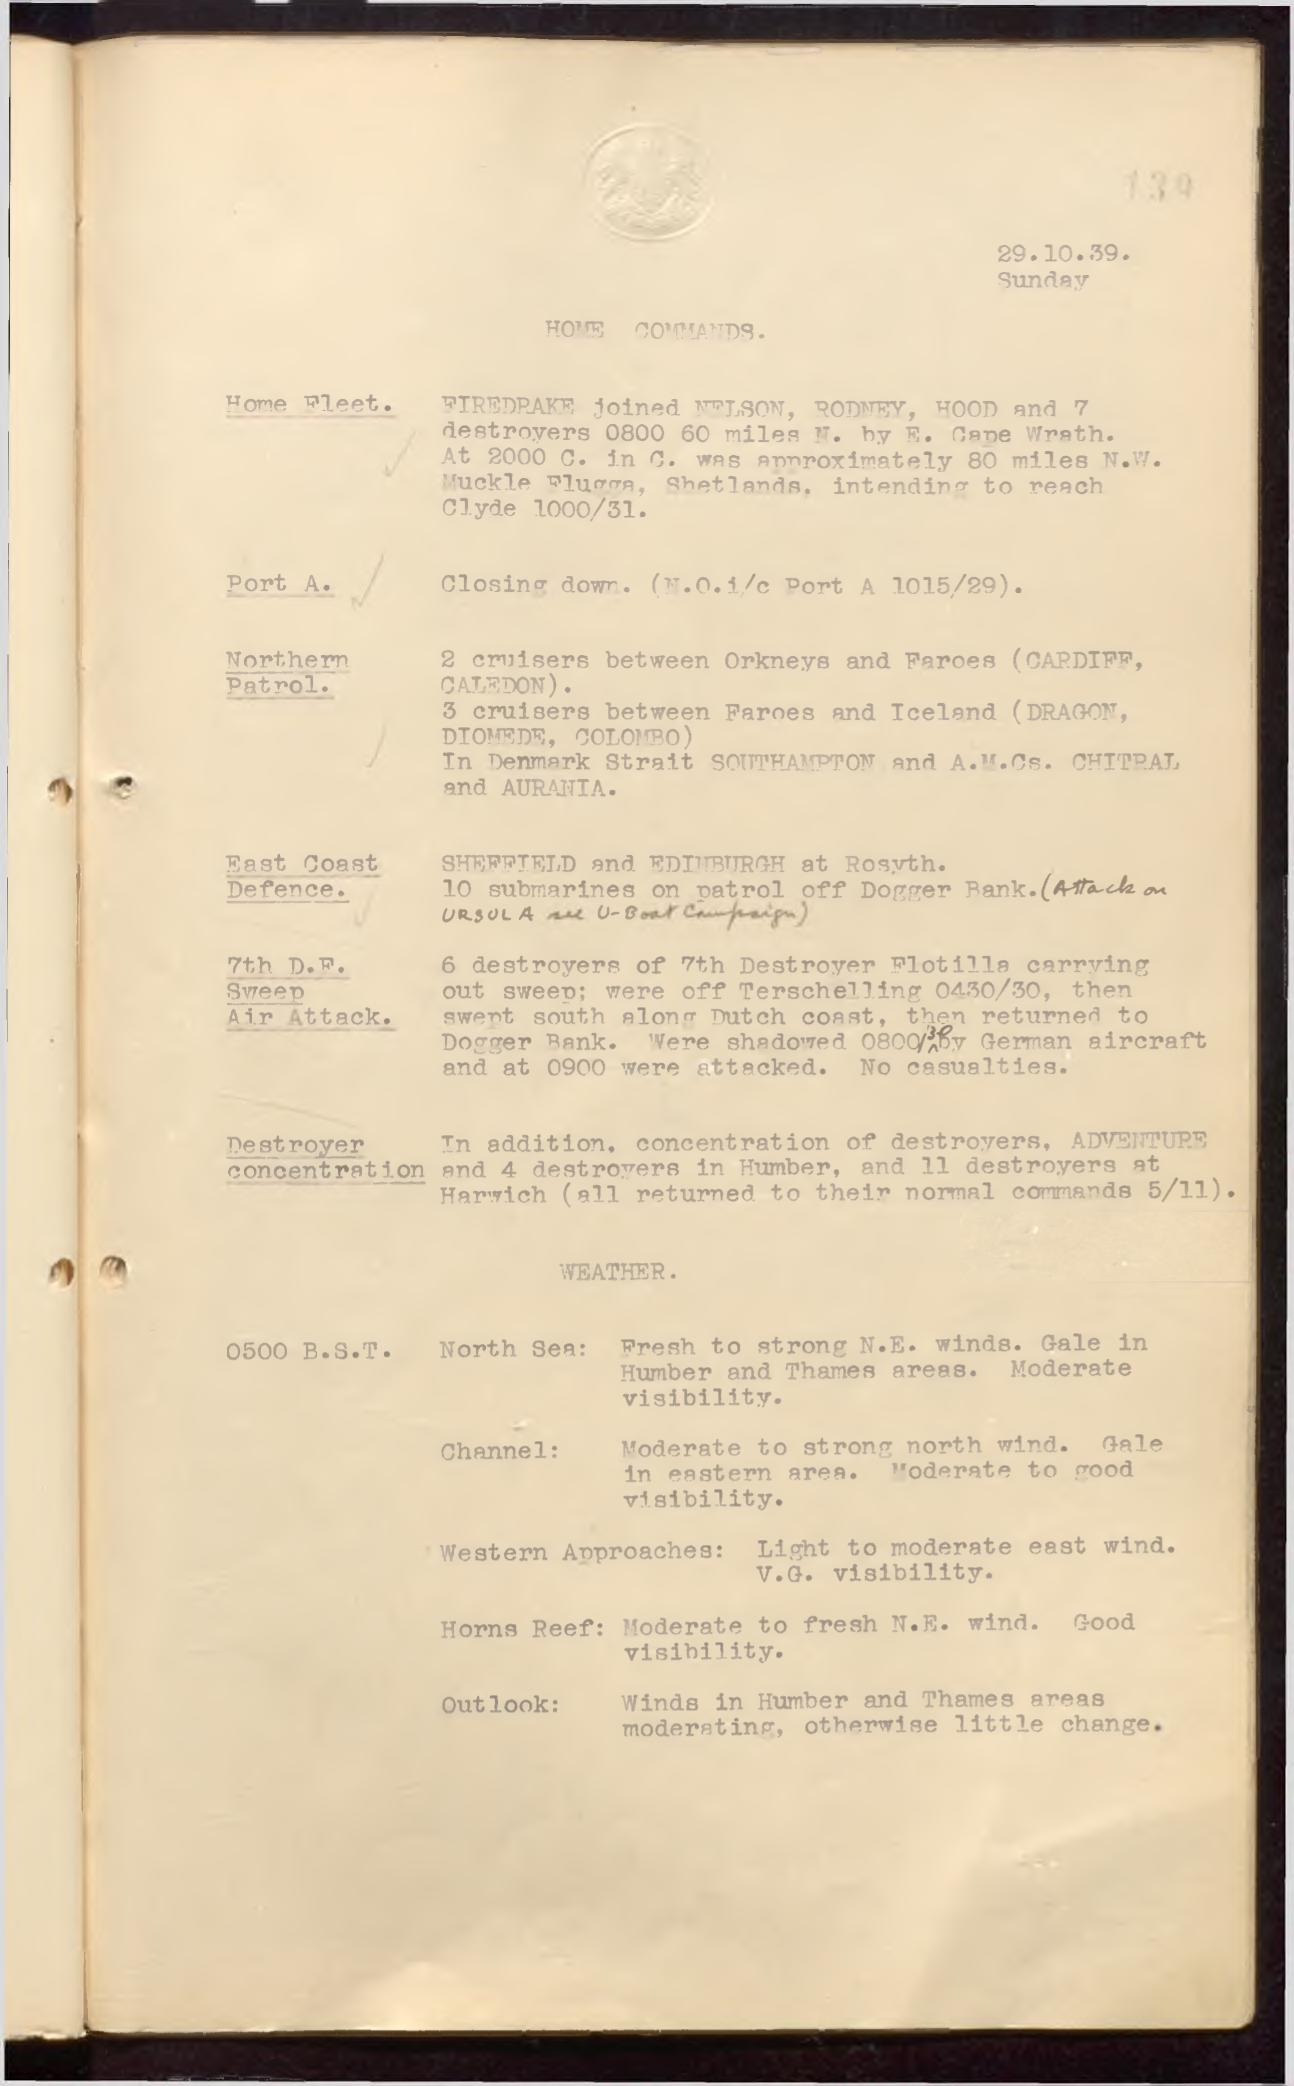 139
29.10.39.
Sunday
HOME COMMANDS.
Home Fleet. FIREDRAKE joined NELSON, RODNEY, HOOD and 7
destroyers 0800 60 miles N. by E. Cape Wrath.
At 2000 C. in C. was approximately 80 miles N.W.
Muckle Flugga, Shetlands, intending to reach
Clyde 1000/31.
Port A. Closing down. (N.O.i/c Port A 1015/29).
Northern 2 cruisers between Orkneys and Faroes (CARDIFF,
Patrol. CALEDON).
3 cruisers between Faroes and Iceland (DRAGON,
DIOMEDE, COLOMBO)
In Denmark Strait SOUTHAMPTON and A.M.Cs. CHITRAL
and AURANIA.
East Coast SHEFFIELD and EDINBURGH at Rosyth.
Defence. 10 submarines on patrol off Dogger Bank. (Attack on
URSULA see U-Boat Campaign)
7th D.F. 6 destroyers of 7th Destroyer Flotilla carrying
Sweep out sweep; were off Terschelling 0430/30, then
Air Attack. swept south along Dutch coast, then returned to
Dogger Bank. Were shadowed 0800/30 by German aircraft
and at 0900 were attacked. No casualties.
Destroyer In addition, concentration of destroyers, ADVENTURE
concentration and 4 destroyers in Humber, and 11 destroyers at
Harwich (all returned to their normal commands 5/11).
WEATHER.
0500 B.S.T. North Sea: Fresh to strong N.E. winds. Gale in
Humber and Thames areas. Moderate
visibility.
Channel: Moderate to strong north wind. Gale
in eastern area. Moderate to good
visibility.
Western Approaches: Light to moderate east wind.
V.G. visibility.
Horns Reef: Moderate to fresh N.E. wind. Good
visibility.
Outlook: Winds in Humber and Thames areas
moderating, otherwise little change.